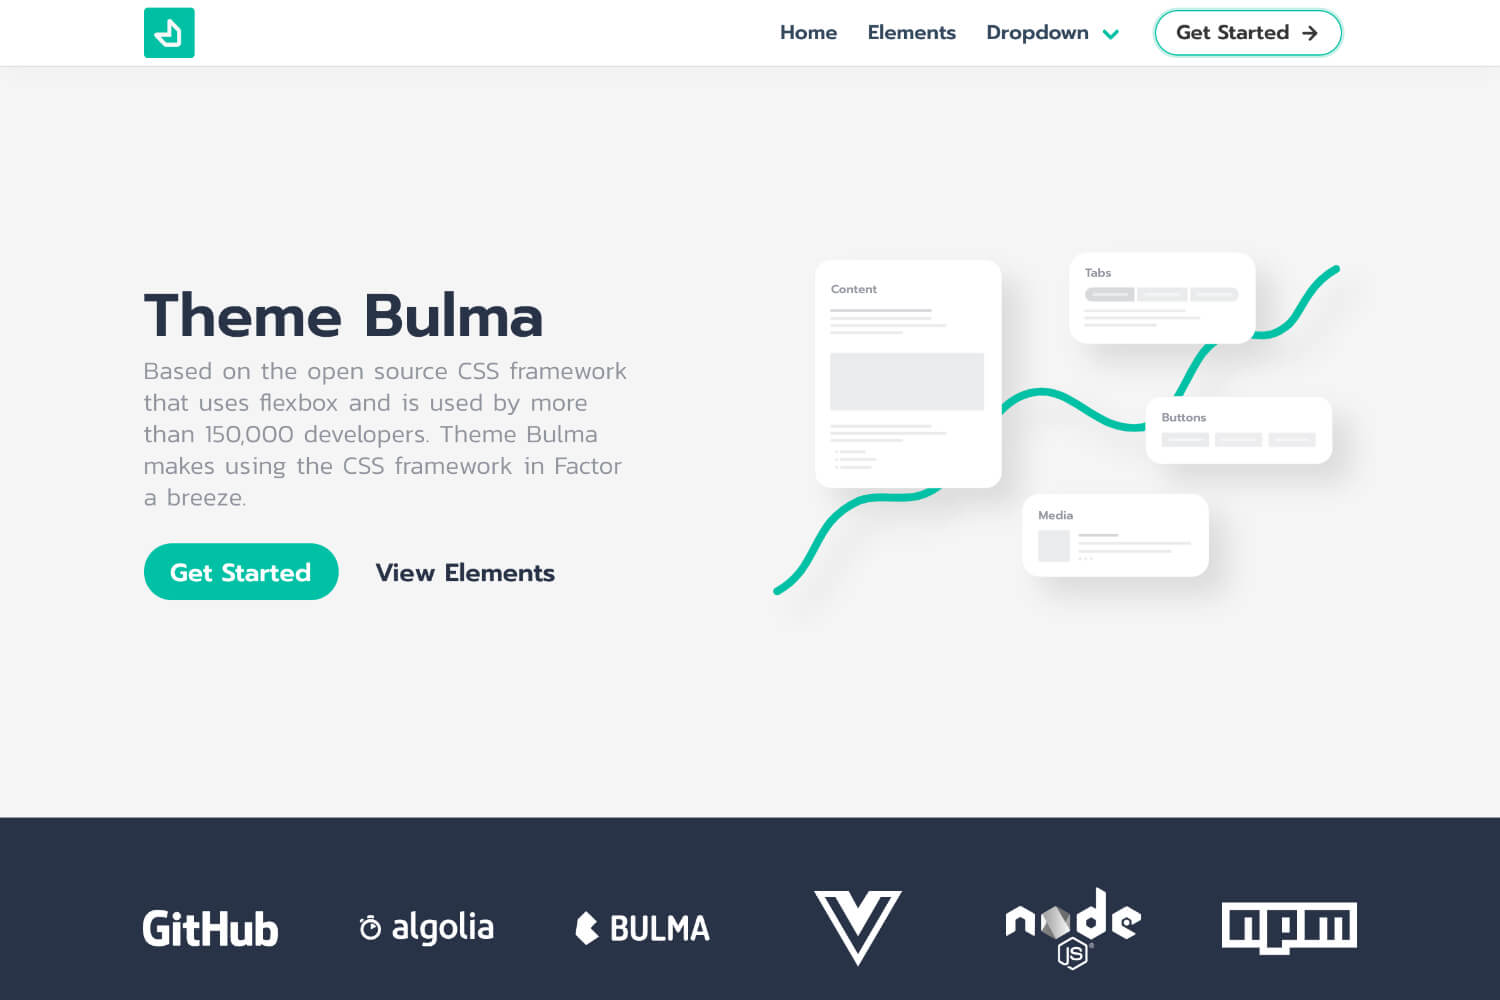 Home Elements Dropdown Get Started
Theme Bulma
Based on the open source CSS framework
that uses flexbox and is used by more
than 150,000 developers. Theme Bulma
makes using the CSS framework in Factor
a breeze.
Get Started View Elements
Content
Tabs
Buttons
Media
GitHub algolia BULMA node JS® npm